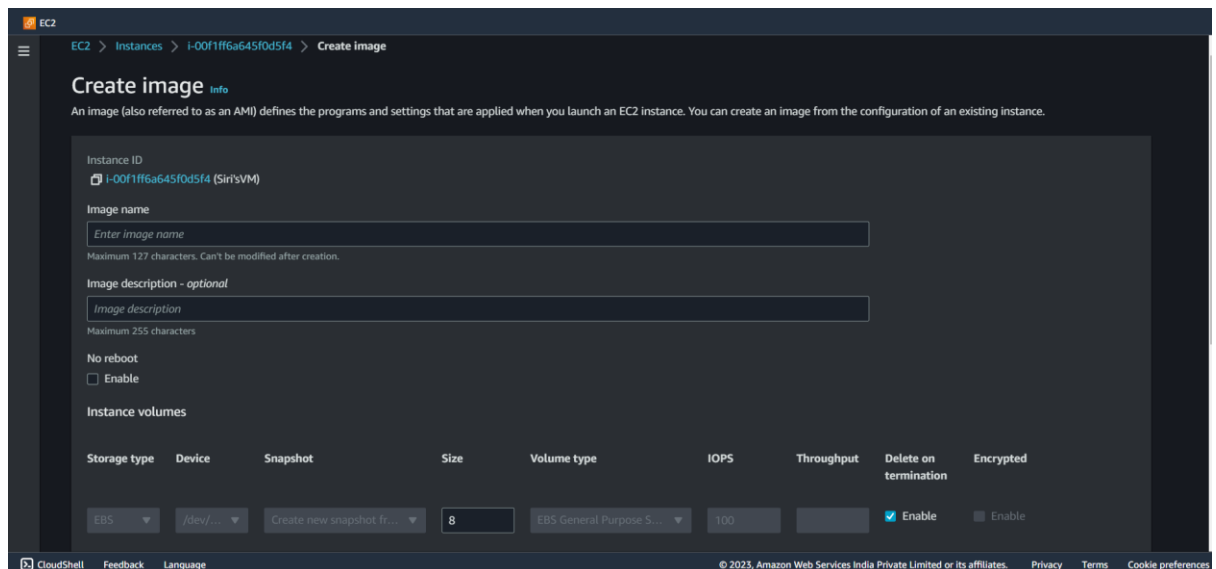 EC2
EC2 > Instances > i-00f1ff6a645f0d5f4 > Create image
Create image Info
An image (also referred to as an AMI) defines the programs and settings that are applied when you launch an EC2 instance. You can create an image from the configuration of an existing instance.
Instance ID
i-00f1ff6a645f0d5f4 (Siri'sVM)
Image name
Enter image name
Maximum 127 characters. Can't be modified after creation.
Image description - optional
Image description
Maximum 255 characters
No reboot
Enable
Instance volumes
Storage type Device Snapshot Size Volume type IOPS Throughput Delete on termination Encrypted
EBS /dev/... Create new snapshot fr... 8 EBS General Purpose S... 100 Enable Enable
CloudShell Feedback Language © 2023, Amazon Web Services India Private Limited or its affiliates. Privacy Terms Cookie preferences